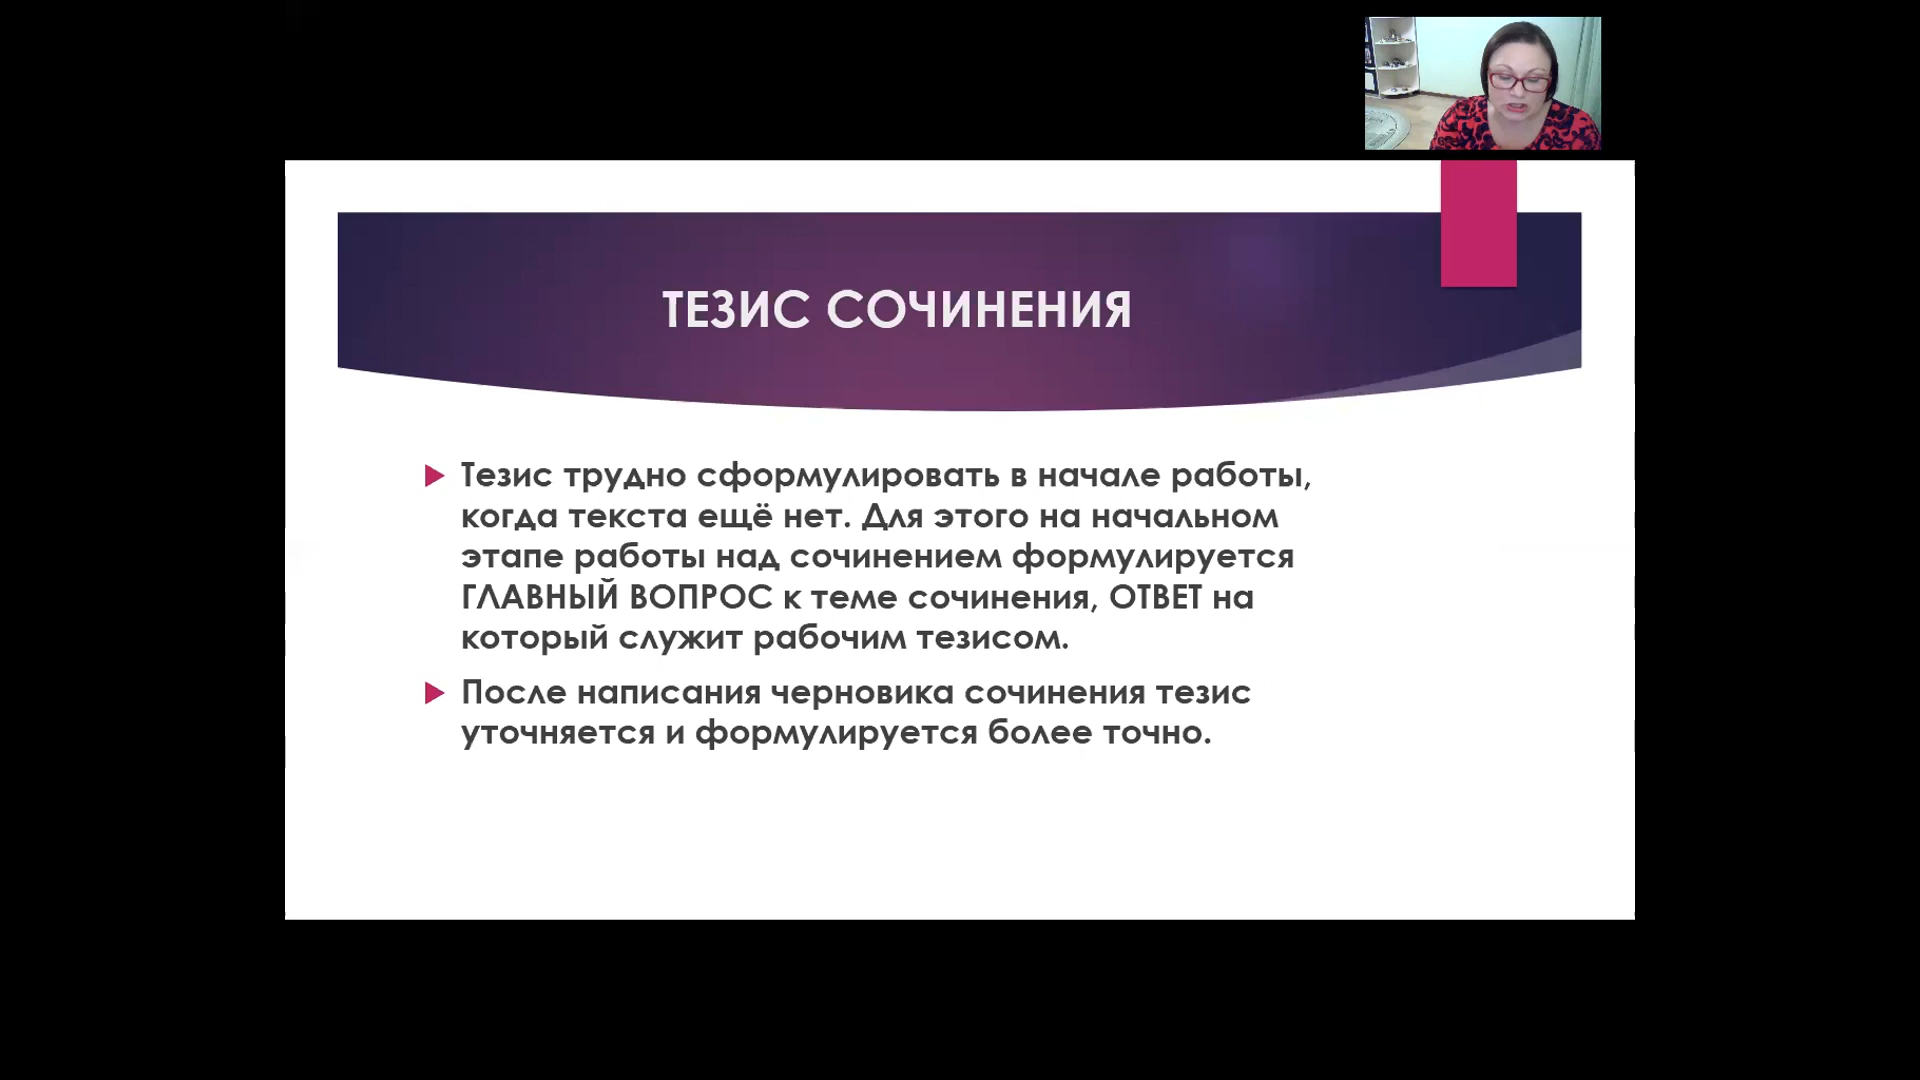 ТЕЗИС СОЧИНЕНИЯ
Тезис трудно сформулировать в начале работы,
когда текста ещё нет. Для этого на начальном
этапе работы над сочинением формулируется
ГЛАВНЫЙ ВОПРОС к теме сочинения, ОТВЕТ на
который служит рабочим тезисом.
После написания черновика сочинения тезис
уточняется и формулируется более точно.